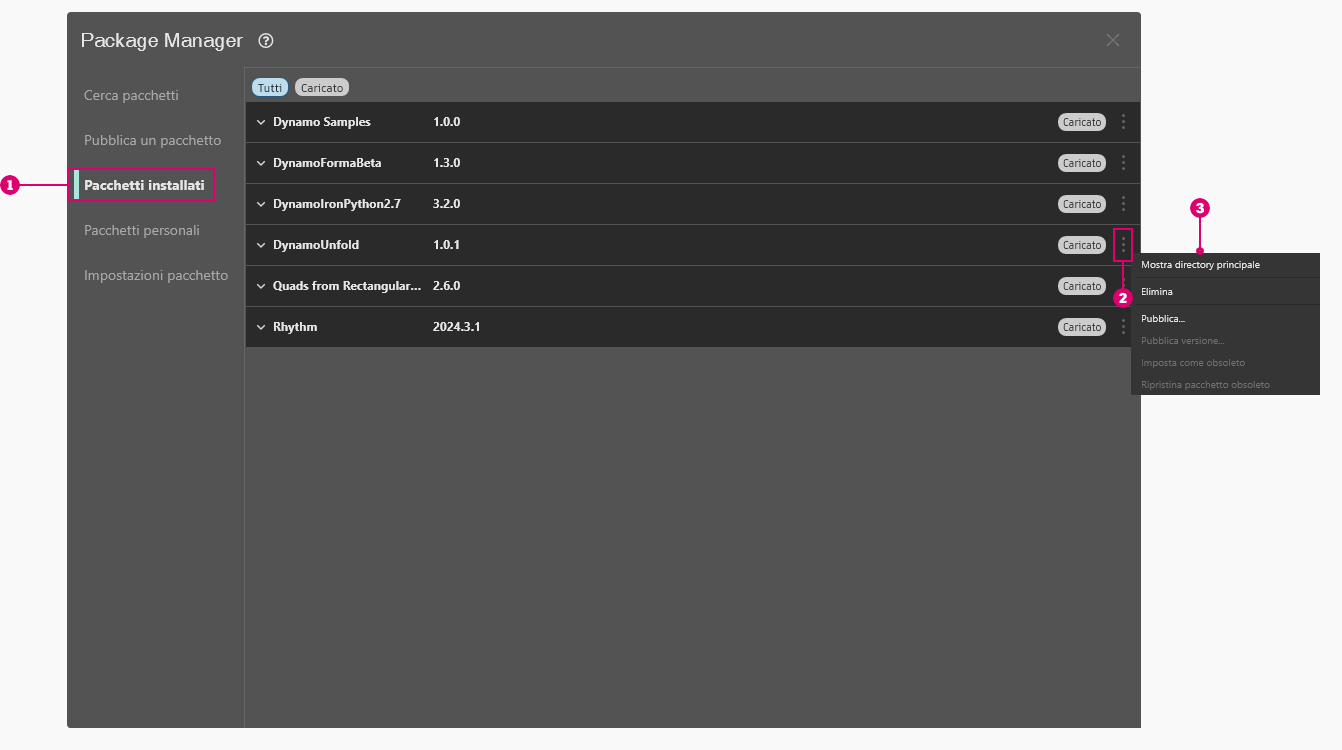 Package Manager ?
Cerca pacchetti
Pubblica un pacchetto
Pacchetti installati
Pacchetti personali
Impostazioni pacchetto
Tutti Caricato
Dynamo Samples 1.0.0 Caricato
DynamoFormaBeta 1.3.0 Caricato
DynamoIronPython2.7 3.2.0 Caricato
DynamoUnfold 1.0.1 Caricato
Quads from Rectangular... 2.6.0 Caricato
Rhythm 2024.3.1 Caricato
1
2
3
Mostra directory principale
Elimina
Pubblica...
Pubblica versione...
Imposta come obsoleto
Ripristina pacchetto obsoleto